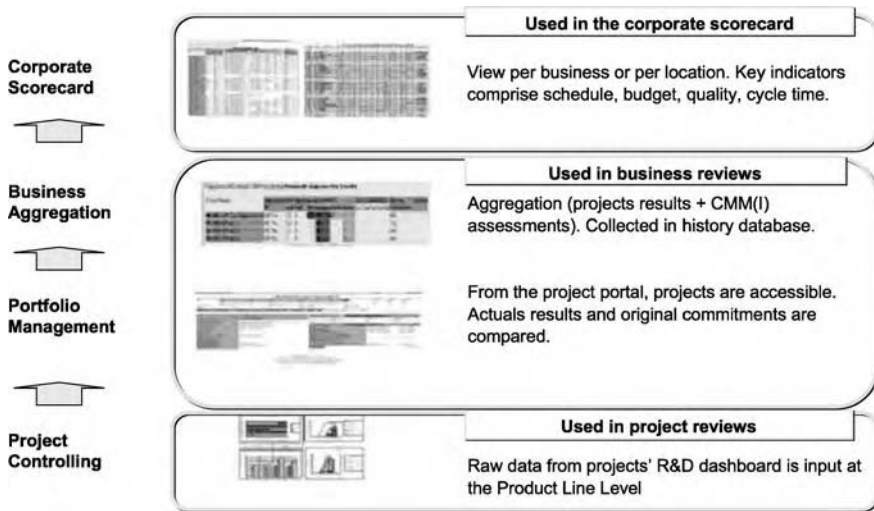 Corporate
Scorecard
Used in the corporate scorecard
View per business or per location. Key indicators
comprise schedule, budget, quality, cycle time.
Business
Aggregation
Used in business reviews
Aggregation (projects results + CMM(I)
assessments). Collected in history database.
Portfolio
Management
From the project portal, projects are accessible.
Actuals results and original commitments are
compared.
Project
Controlling
Used in project reviews
Raw data from projects' R&D dashboard is input at
the Product Line Level